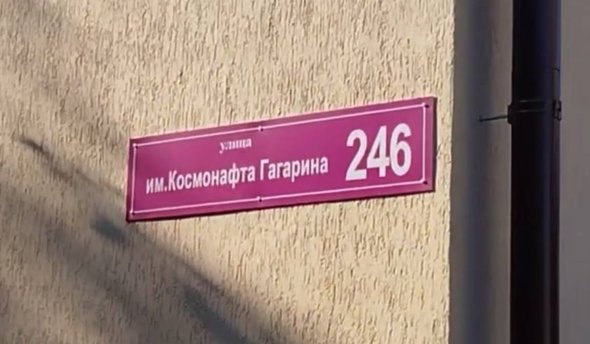 улица
им.Космонафта Гагарина 246